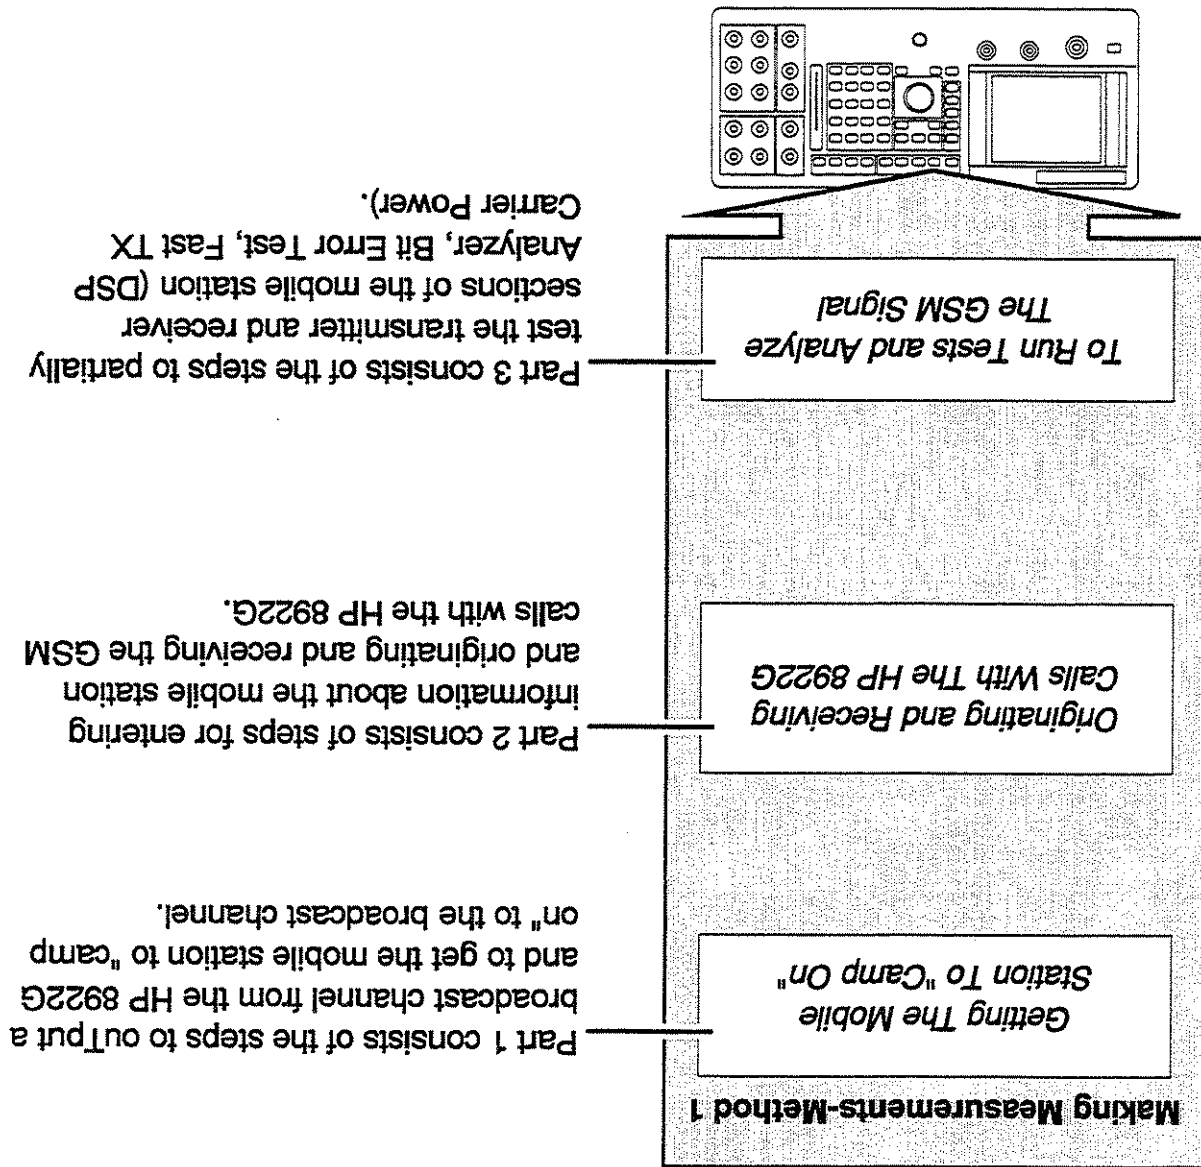 Making Measurements-Method 1
Getting The Mobile
Station To "Camp On"
Part 1 consists of the steps to ouTput a
broadcast channel from the HP 8922G
and to get the mobile station to "camp
on" to the broadcast channel.
Originating and Receiving
Calls With The HP 8922G
Part 2 consists of steps for entering
information about the mobile station
and originating and receiving the GSM
calls with the HP 8922G.
To Run Tests and Analyze
The GSM Signal
Part 3 consists of the steps to partially
test the transmitter and receiver
sections of the mobile station (DSP
Analyzer, Bit Error Test, Fast TX
Carrier Power).